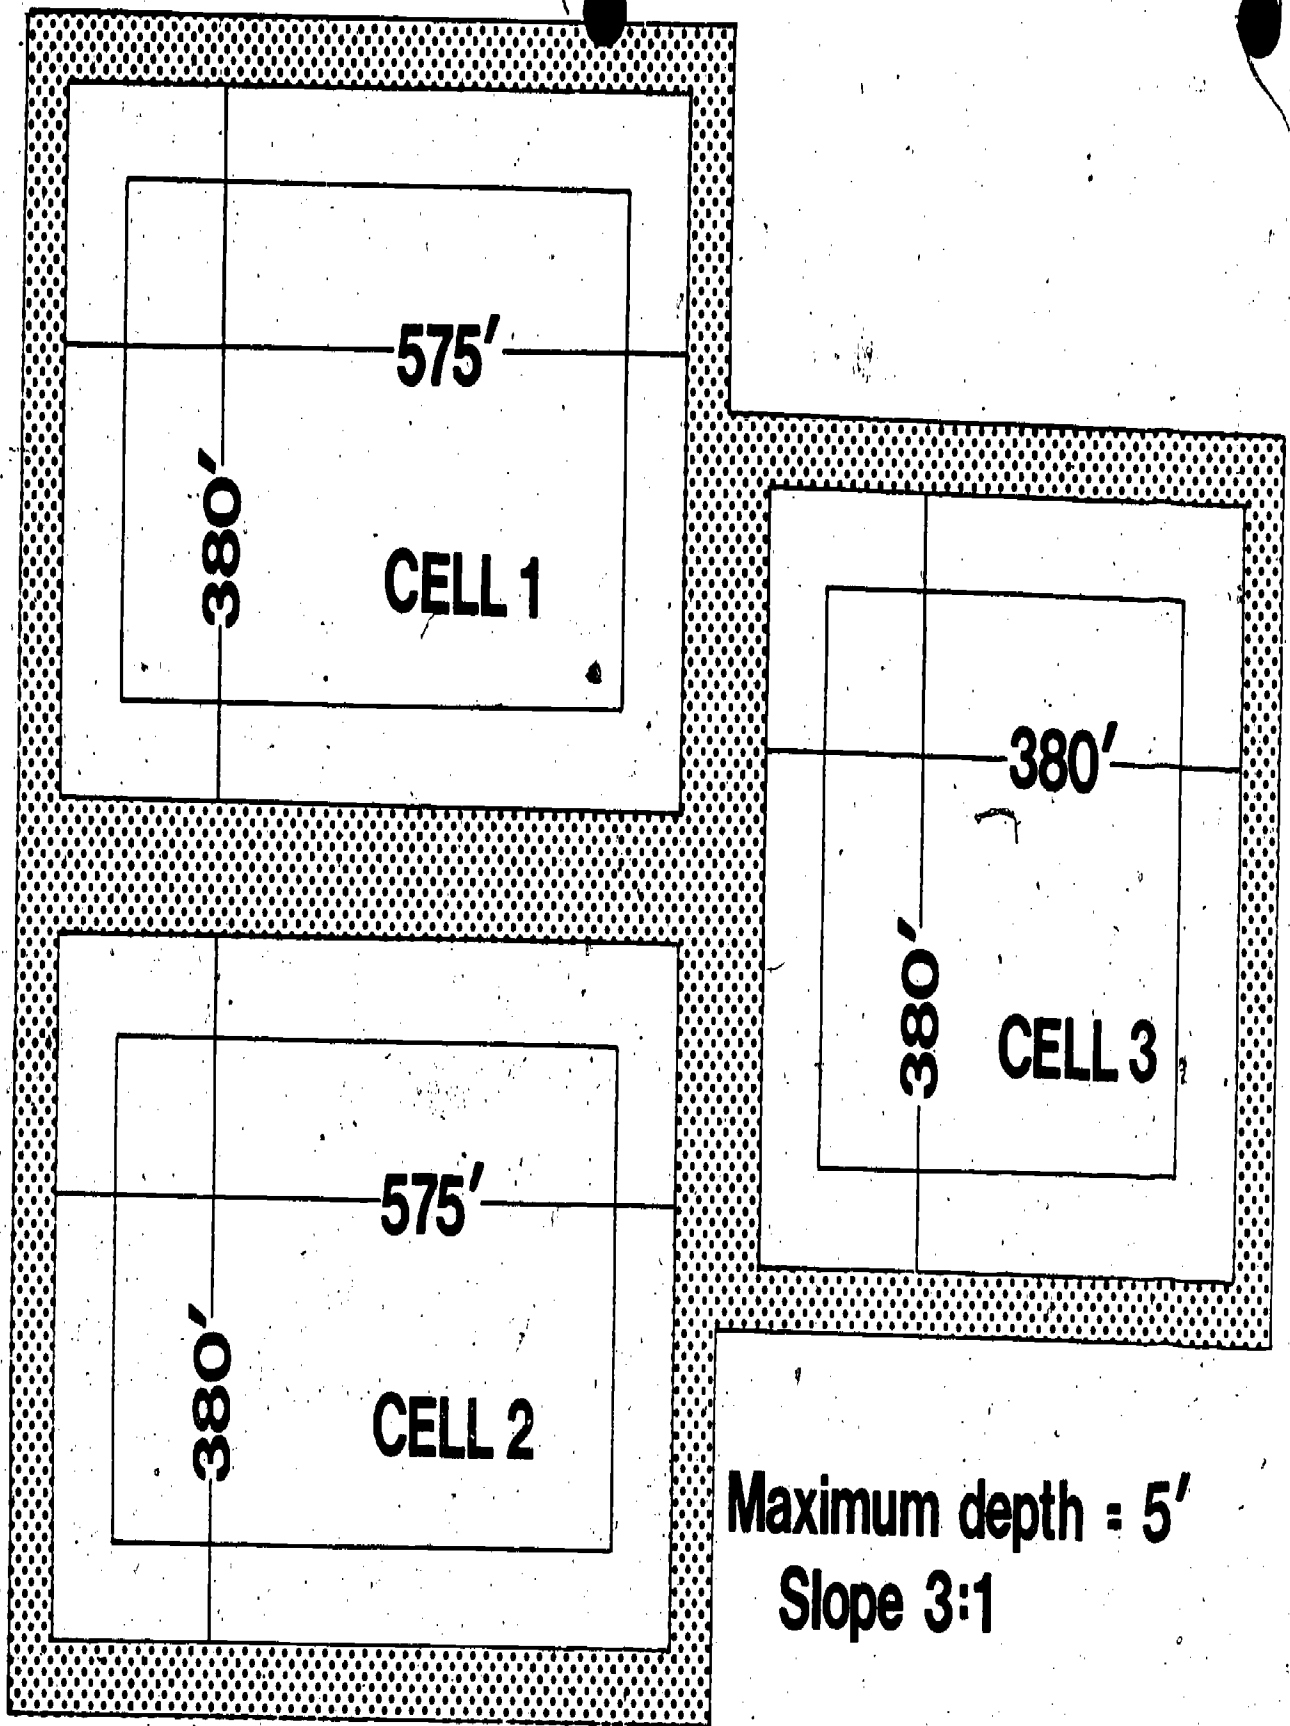 575′
380′
CELL 1
380′
380′
CELL 3
575′
380′
CELL 2
Maximum depth = 5′
Slope 3:1